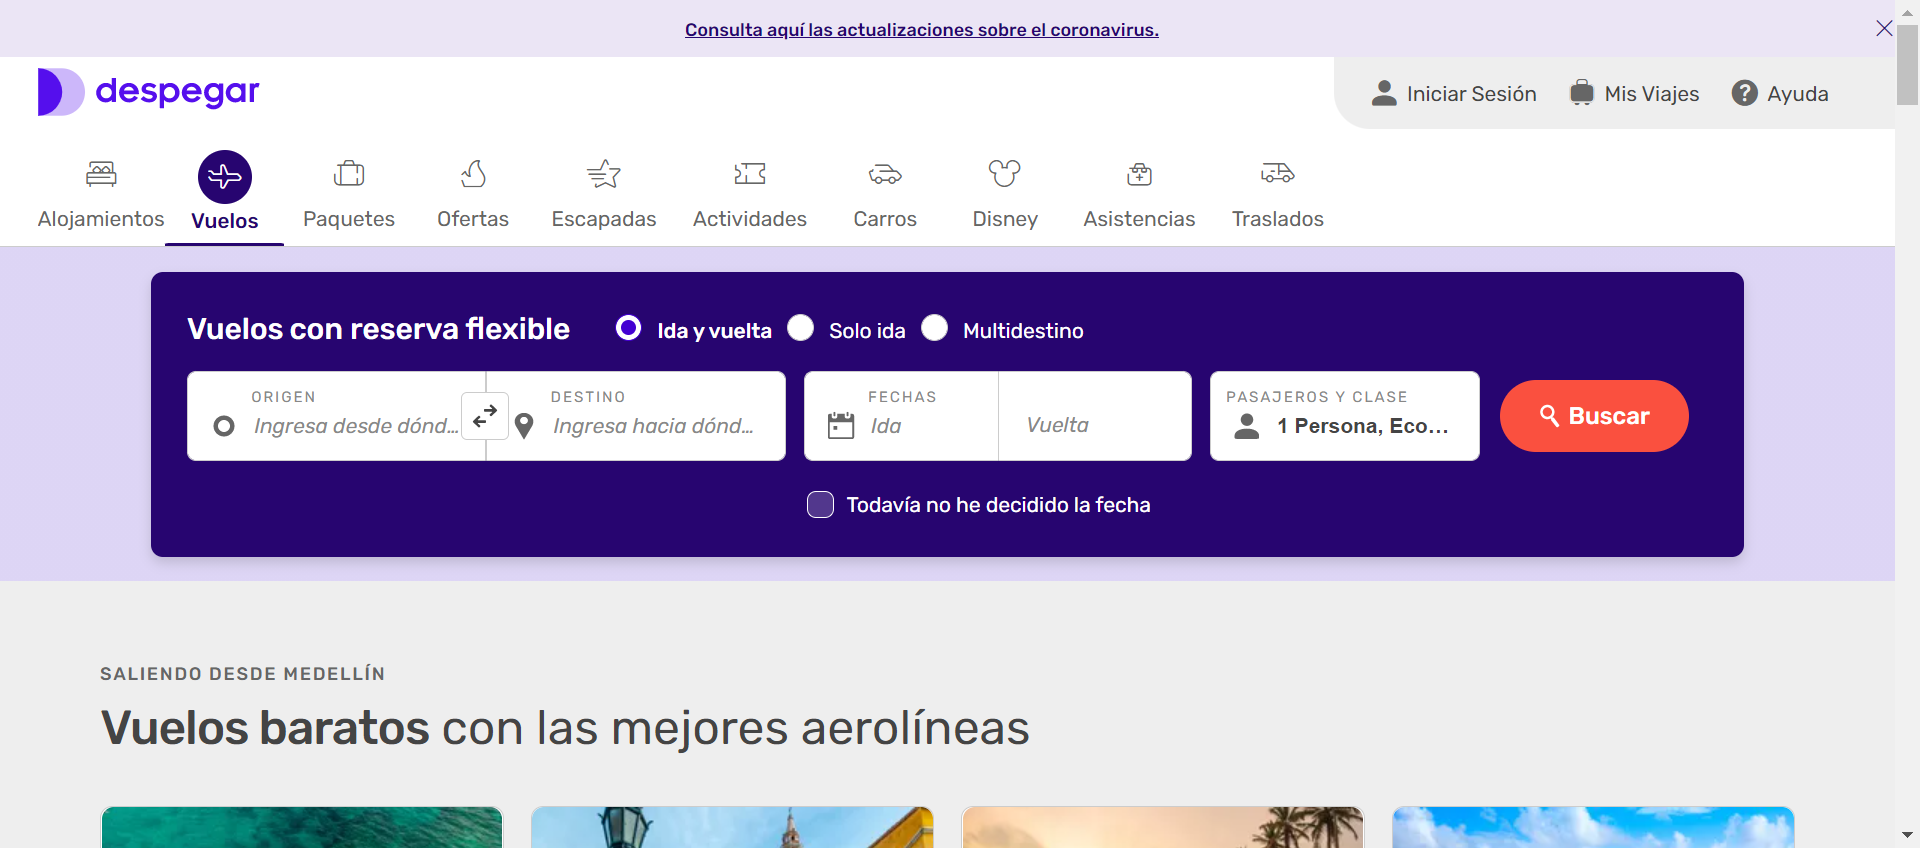 Consulta aquí las actualizaciones sobre el coronavirus.
despegar
Iniciar Sesión
Mis Viajes
Ayuda
Alojamientos
Vuelos
Paquetes
Ofertas
Escapadas
Actividades
Carros
Disney
Asistencias
Traslados
Vuelos con reserva flexible
Ida y vuelta
Solo ida
Multidestino
ORIGEN
Ingresa desde dónd...
DESTINO
Ingresa hacia dónd...
FECHAS
Ida
Vuelta
PASAJEROS Y CLASE
1 Persona, Eco...
Buscar
Todavía no he decidido la fecha
SALIENDO DESDE MEDELLÍN
Vuelos baratos con las mejores aerolíneas